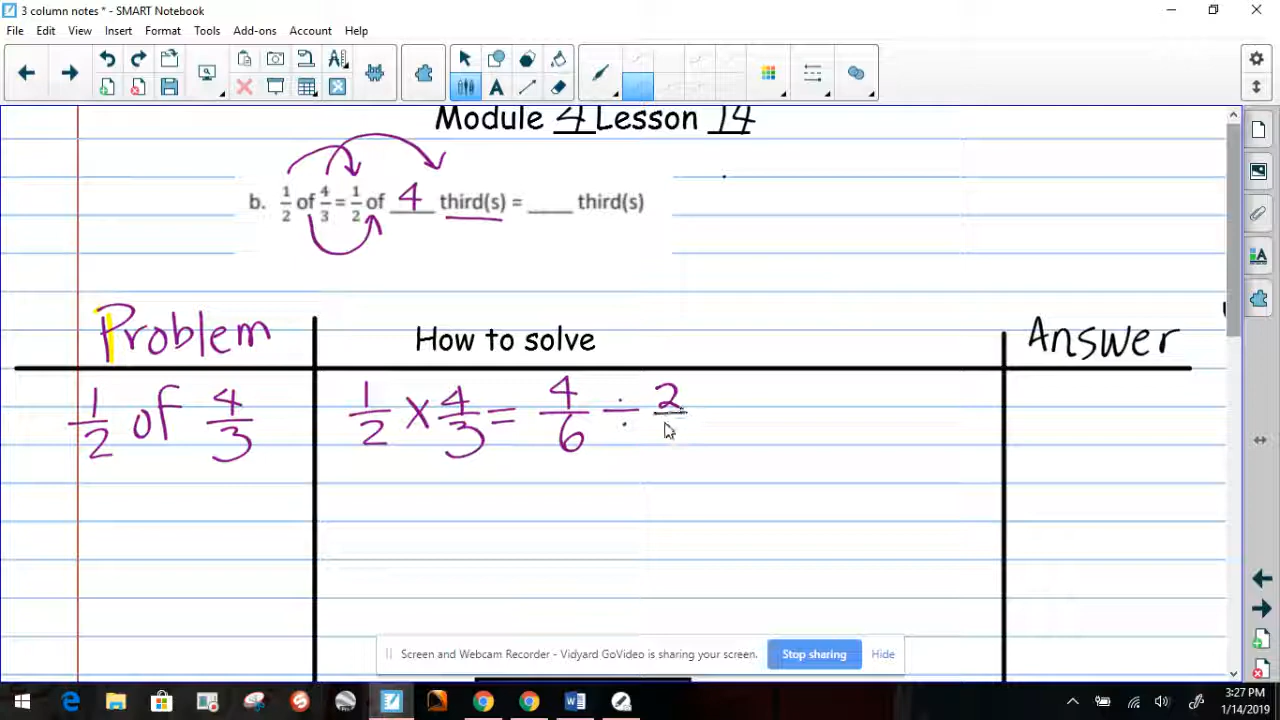 3 column notes * - SMART Notebook
File Edit View Insert Format Tools Add-ons Account Help
Module 4 Lesson 14
b. 1/2 of 4/3 = 1/2 of 4 third(s) = ____ third(s)
Problem How to solve Answer
1/2 of 4/3 1/2 x 4/3 = 4/6 ÷ 2/
Screen and Webcam Recorder - Vidyard GoVideo is sharing your screen. Stop sharing Hide
3:27 PM
1/14/2019